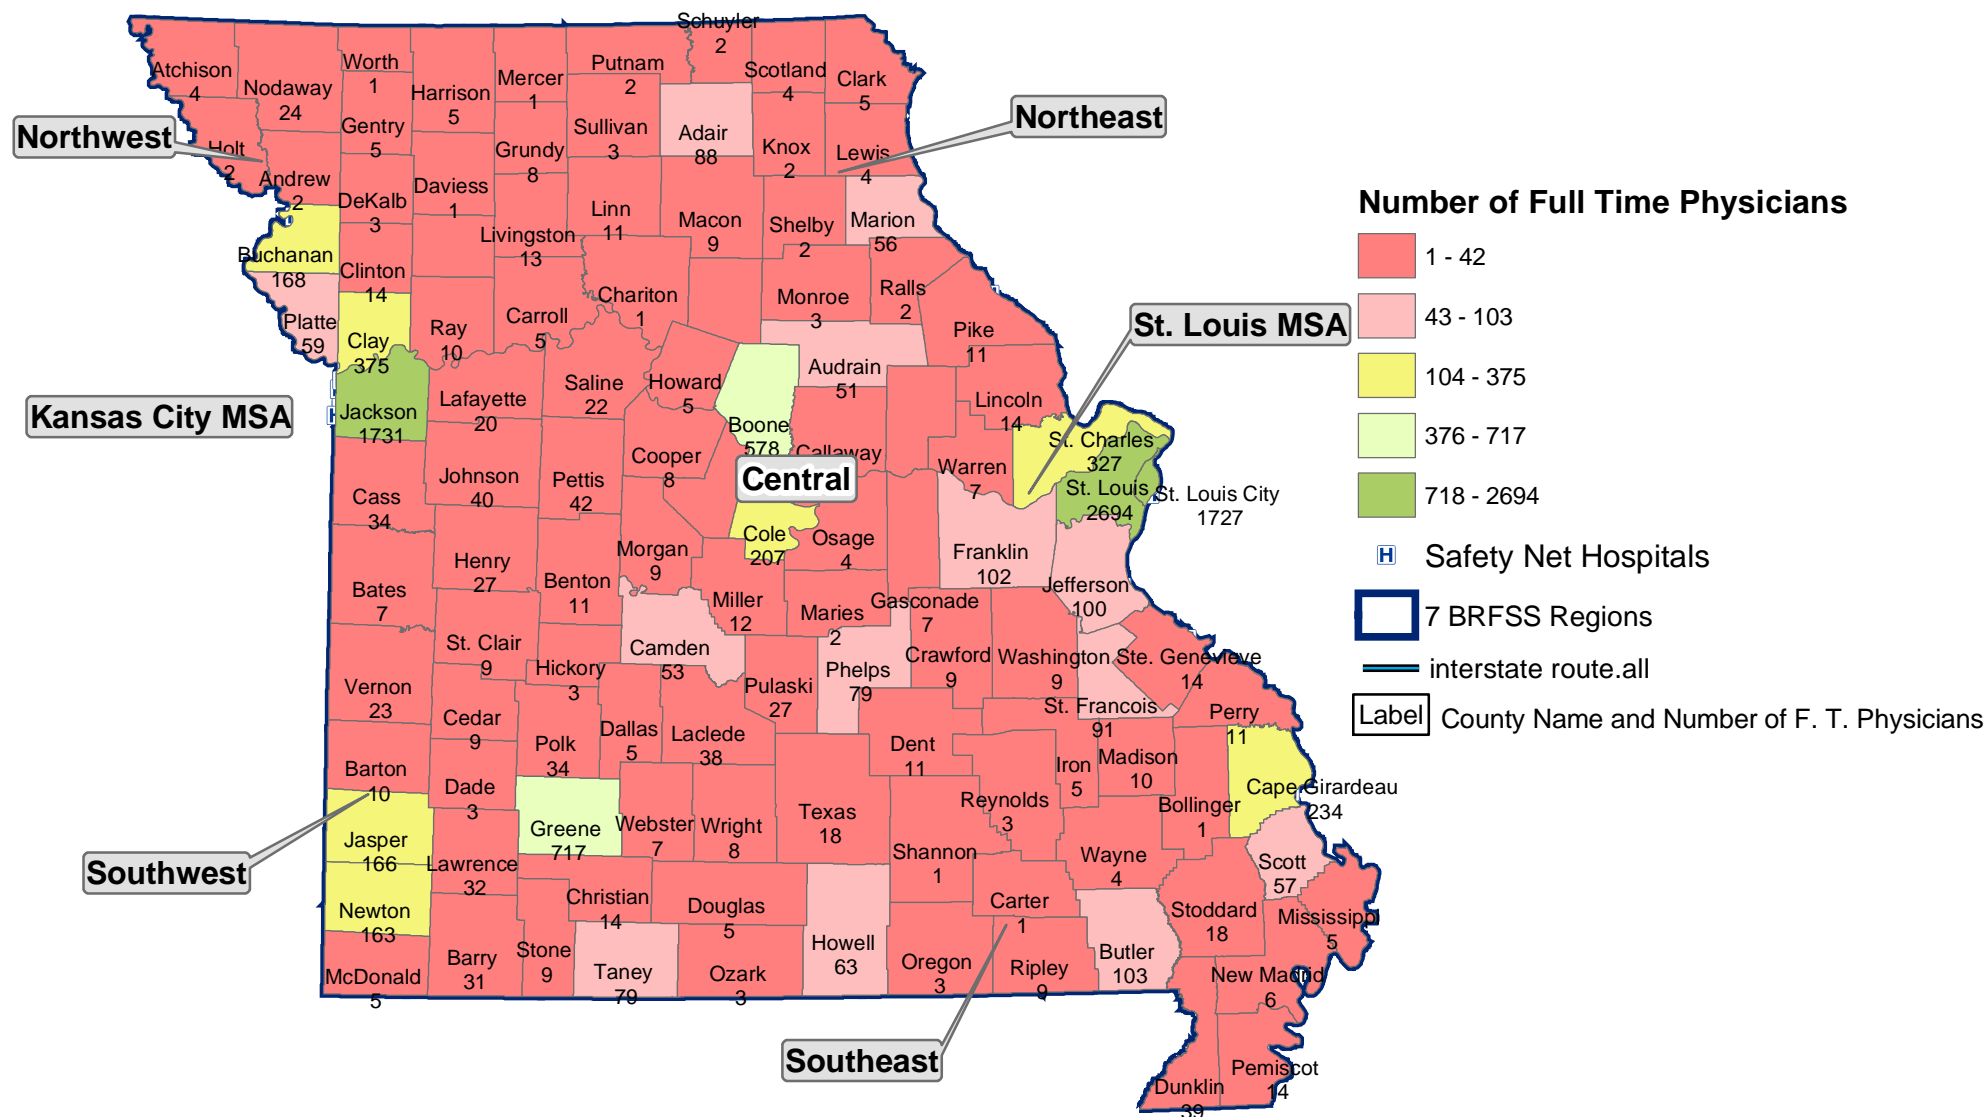 Schuyler
2
Atchison
4
Nodaway
24
Worth
1
Harrison
5
Mercer
1
Putnam
2
Scotland
4
Clark
5
Northwest
Northeast
Holt
2
Andrew
2
Gentry
5
DeKalb
3
Daviess
1
Grundy
8
Sullivan
3
Adair
88
Knox
2
Lewis
4
Linn
11
Macon
9
Shelby
2
Marion
56
Livingston
13
Buchanan
168
Clinton
14
Platte
59
Clay
375
Ray
10
Carroll
5
Chariton
1
Monroe
3
Ralls
2
Pike
11
St. Louis MSA
Audrain
51
Kansas City MSA
Jackson
1731
Lafayette
20
Saline
22
Howard
5
Boone
578
Callaway
Lincoln
14
Warren
7
St. Charles
327
St. Louis
2694
St. Louis City
1727
Central
Cass
34
Johnson
40
Pettis
42
Cooper
8
Cole
207
Osage
4
Franklin
102
Jefferson
100
Bates
7
Henry
27
Benton
11
Morgan
9
Miller
12
Maries
2
Gasconade
7
St. Clair
9
Hickory
3
Camden
53
Pulaski
27
Phelps
79
Crawford
9
Washington
9
Ste. Genevieve
14
St. Francois
91
Perry
11
Vernon
23
Cedar
9
Polk
34
Dallas
5
Laclede
38
Dent
11
Iron
5
Madison
10
Barton
10
Dade
3
Greene
717
Webster
7
Wright
8
Texas
18
Reynolds
3
Bollinger
1
Cape Girardeau
234
Southwest
Jasper
166
Lawrence
32
Shannon
1
Wayne
4
Scott
57
Newton
163
Christian
14
Douglas
5
Howell
63
Carter
1
Stoddard
18
Mississippi
5
McDonald
5
Barry
31
Stone
9
Taney
79
Ozark
3
Oregon
3
Ripley
9
Butler
103
New Madrid
6
Southeast
Dunklin
39
Pemiscot
14
Number of Full Time Physicians
1 - 42
43 - 103
104 - 375
376 - 717
718 - 2694
H Safety Net Hospitals
7 BRFSS Regions
interstate route.all
Label County Name and Number of F. T. Physicians